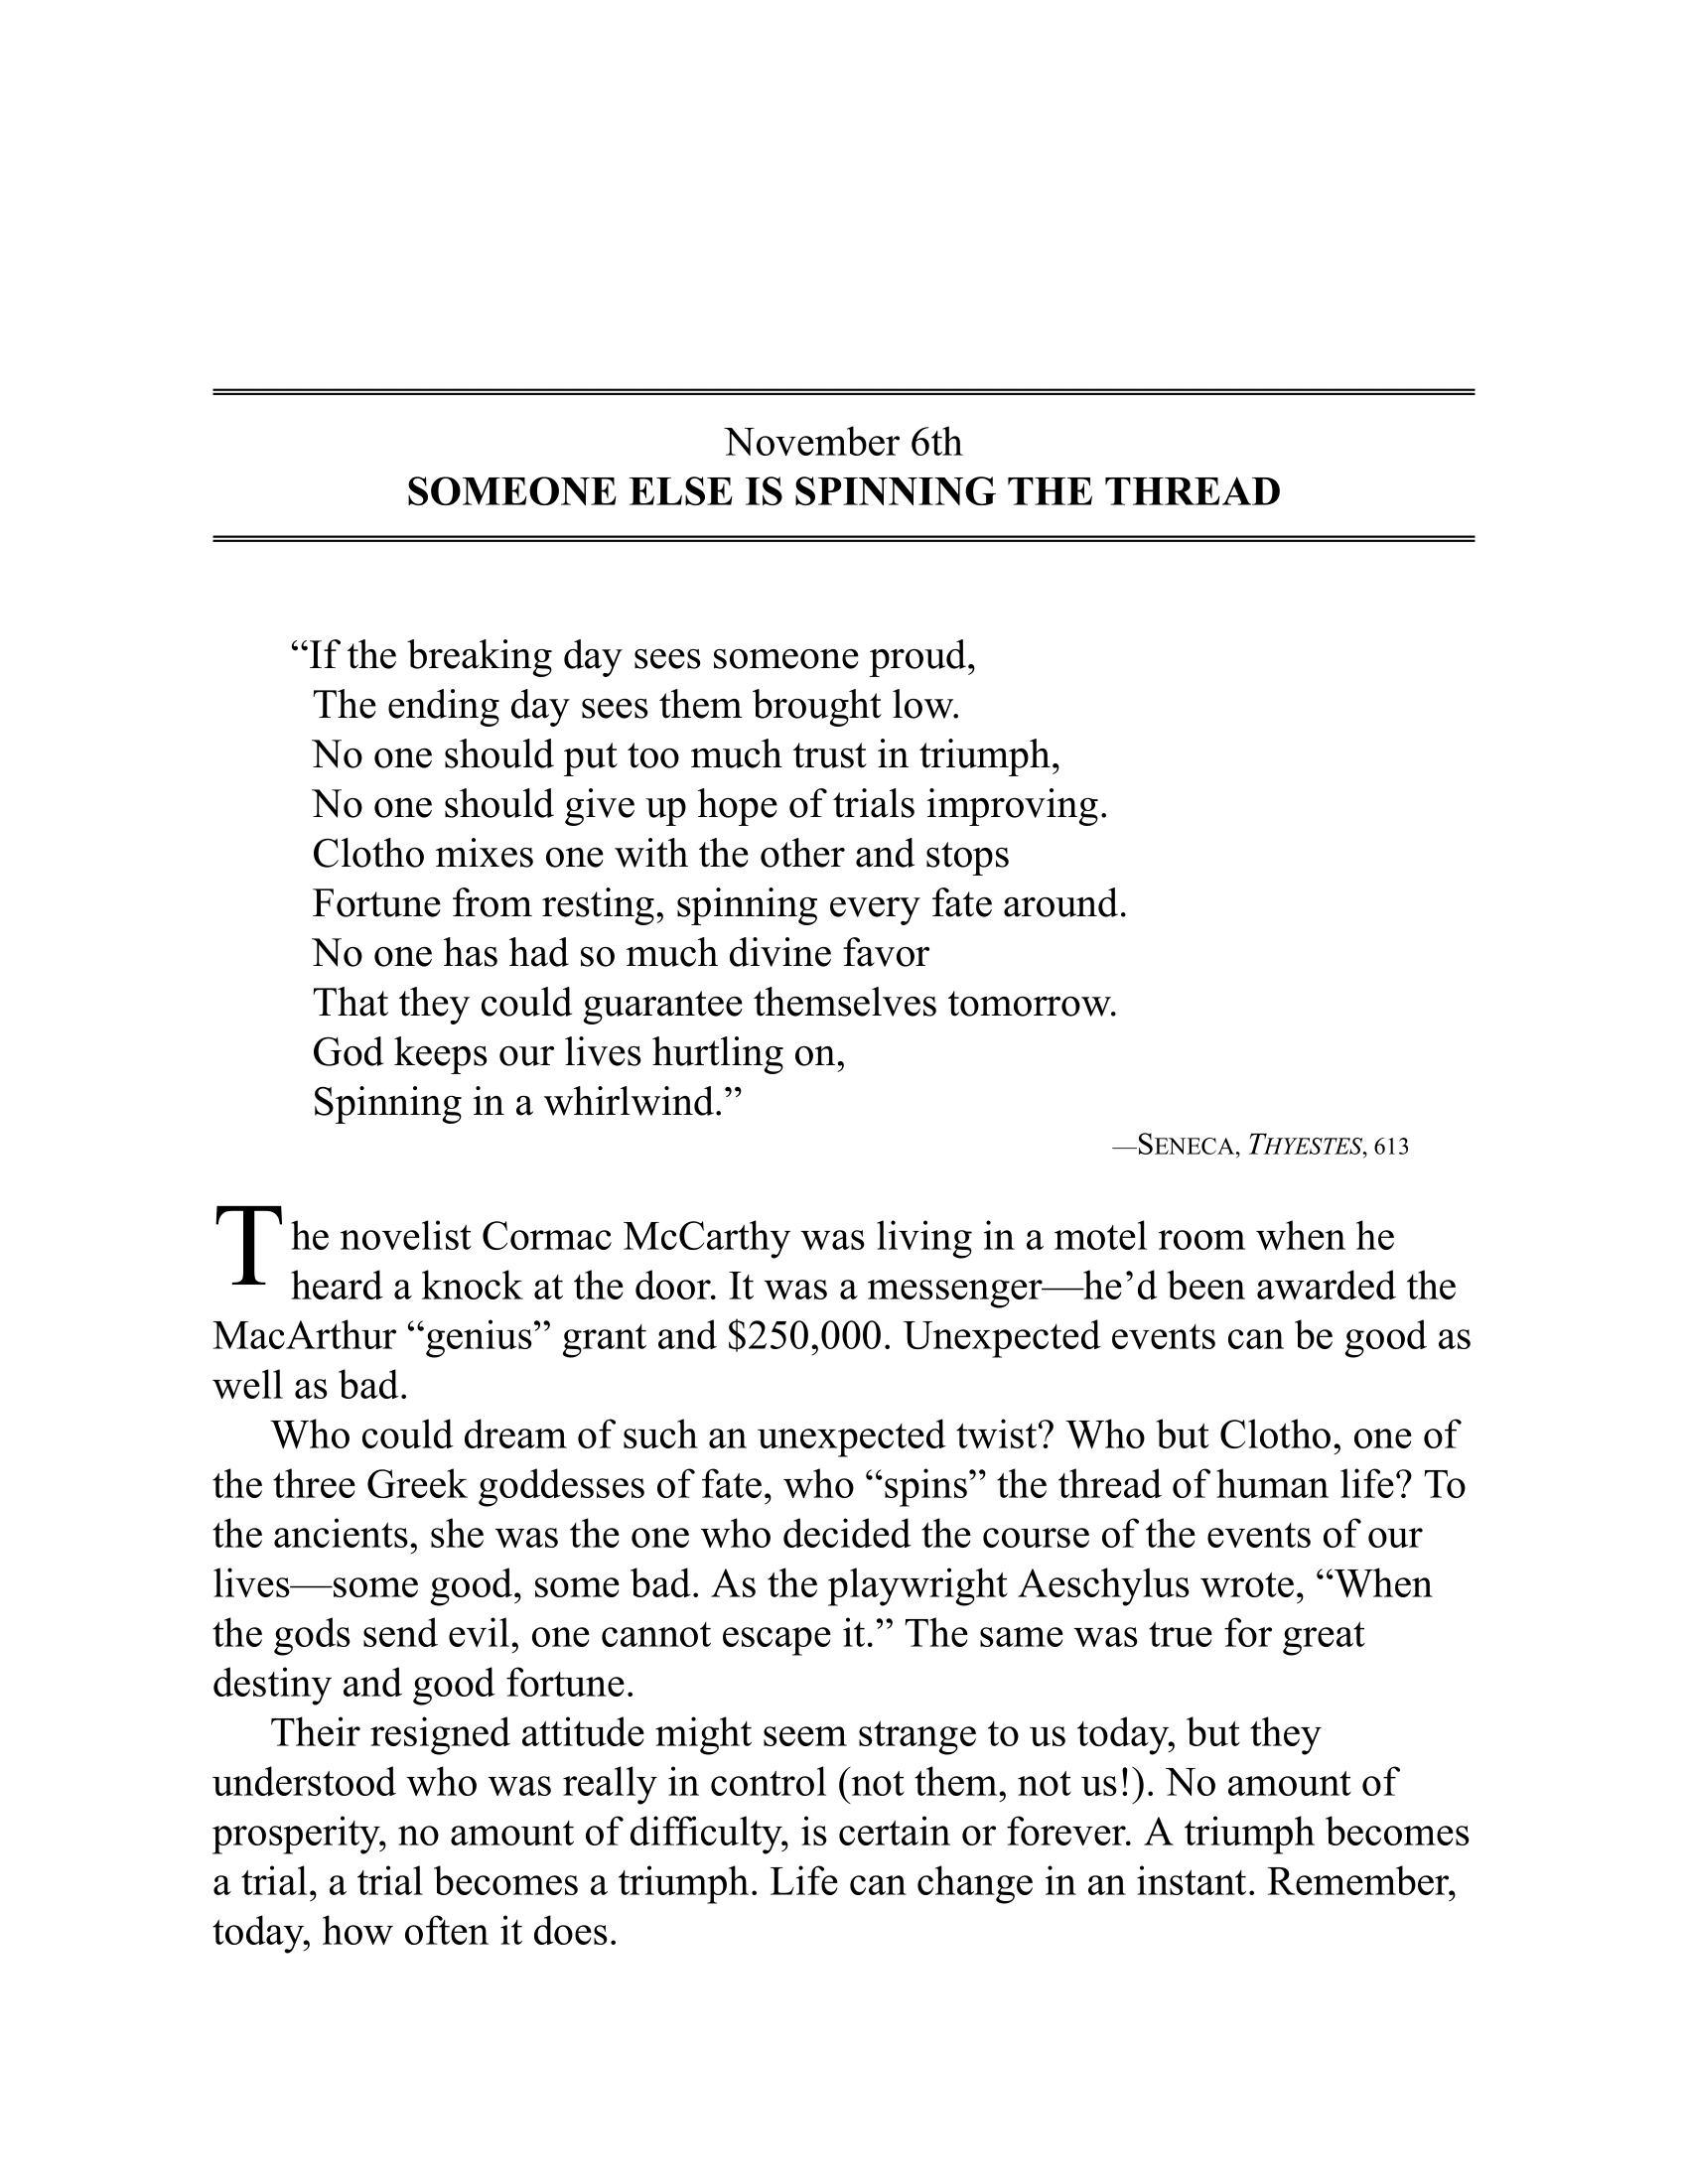 November 6th
SOMEONE ELSE IS SPINNING THE THREAD
“If the breaking day sees someone proud,
The ending day sees them brought low.
No one should put too much trust in triumph,
No one should give up hope of trials improving.
Clotho mixes one with the other and stops
Fortune from resting, spinning every fate around.
No one has had so much divine favor
That they could guarantee themselves tomorrow.
God keeps our lives hurtling on,
Spinning in a whirlwind.”
—SENECA, THYESTES, 613
The novelist Cormac McCarthy was living in a motel room when he
heard a knock at the door. It was a messenger—he’d been awarded the
MacArthur “genius” grant and $250,000. Unexpected events can be good as
well as bad.
Who could dream of such an unexpected twist? Who but Clotho, one of
the three Greek goddesses of fate, who “spins” the thread of human life? To
the ancients, she was the one who decided the course of the events of our
lives—some good, some bad. As the playwright Aeschylus wrote, “When
the gods send evil, one cannot escape it.” The same was true for great
destiny and good fortune.
Their resigned attitude might seem strange to us today, but they
understood who was really in control (not them, not us!). No amount of
prosperity, no amount of difficulty, is certain or forever. A triumph becomes
a trial, a trial becomes a triumph. Life can change in an instant. Remember,
today, how often it does.